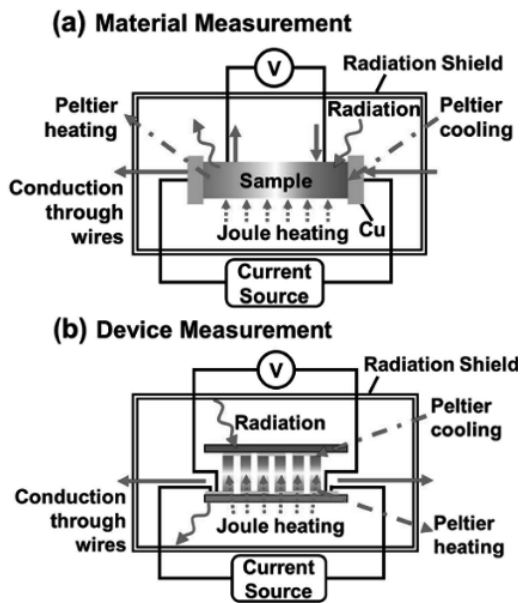 (a) Material Measurement
V
Radiation Shield
Peltier
heating
Radiation
Peltier
cooling
Sample
Conduction
through
wires
Joule heating
Cu
Current
Source
(b) Device Measurement
V
Radiation Shield
Radiation
Peltier
cooling
Conduction
through
wires
Joule heating
Peltier
heating
Current
Source